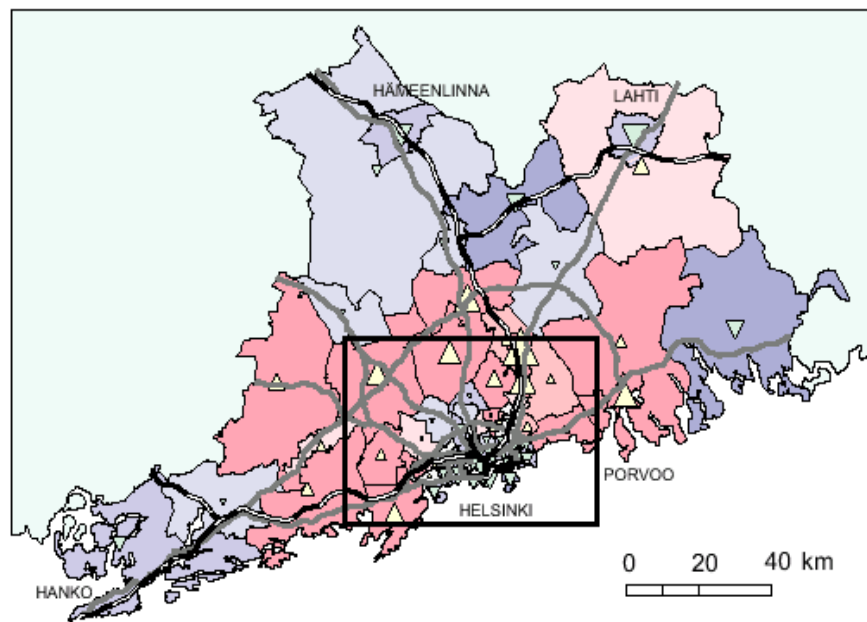 HÄMEENLINNA
LAHTI
PORVOO
HELSINKI
HANKO
0 20 40 km